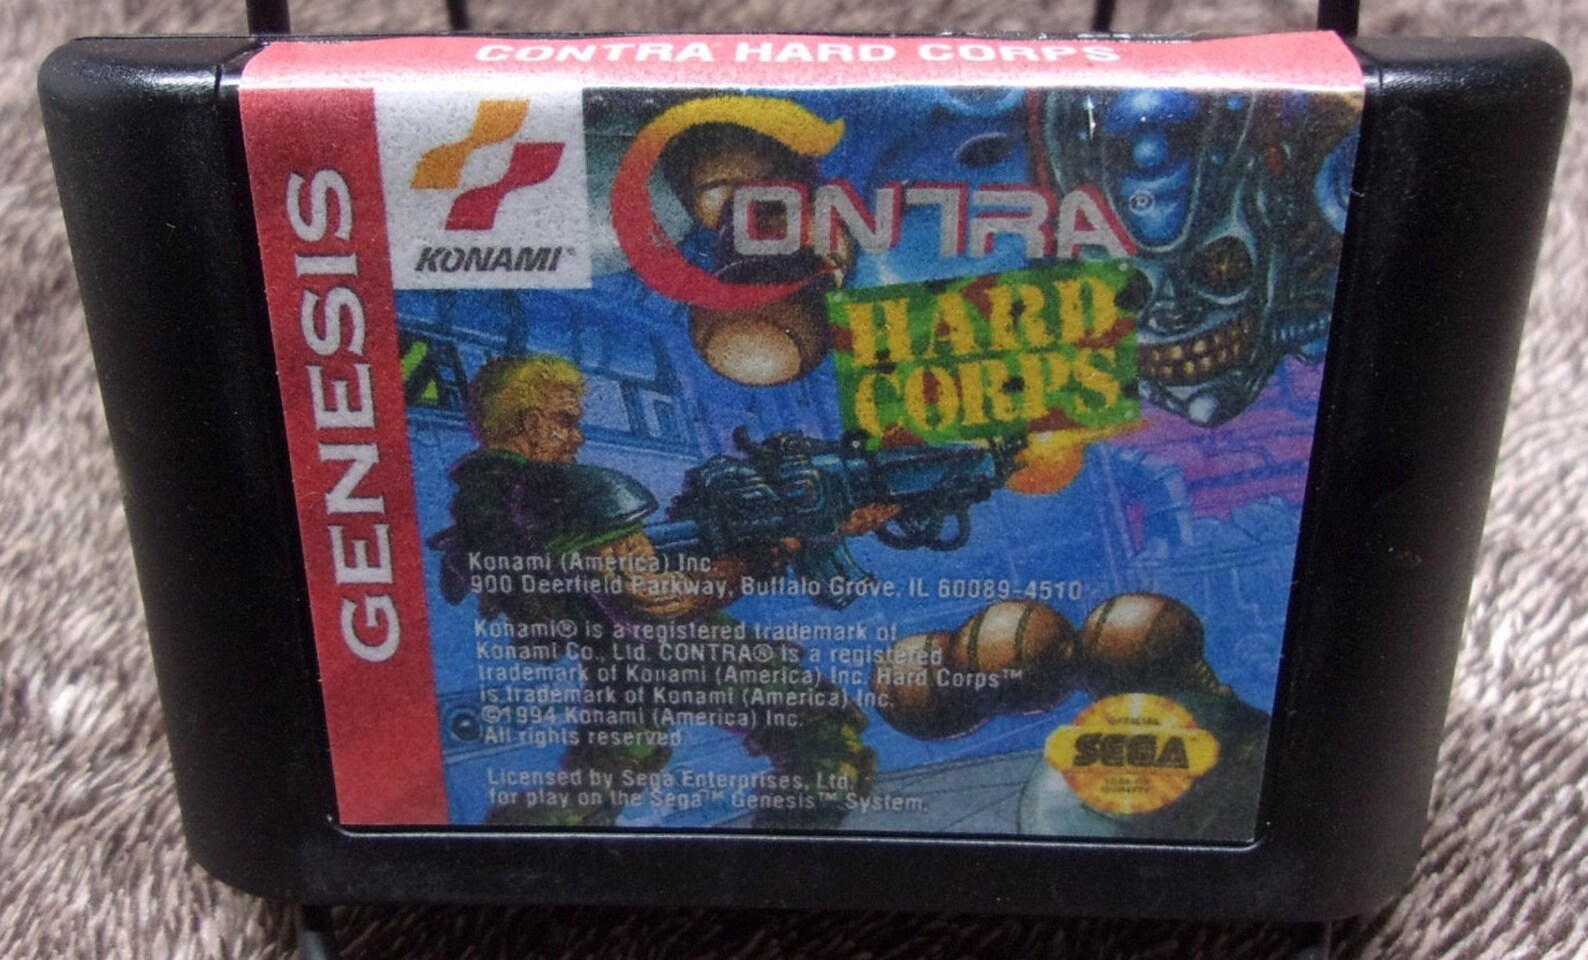 CONTRA HARD CORPS
GENESIS
KONAMI®
CONTRA®
HARD
CORPS
Konami (America) Inc.
900 Deerfield Parkway, Buffalo Grove, IL 60089-4510
Konami® is a registered trademark of
Konami Co., Ltd. CONTRA® is a registered
trademark of Konami (America) Inc. Hard Corps™
is trademark of Konami (America) Inc.
©1994 Konami (America) Inc.
All rights reserved
Licensed by Sega Enterprises, Ltd.
for play on the Sega™ Genesis™ System.
OFFICIAL
SEGA
QUALITY